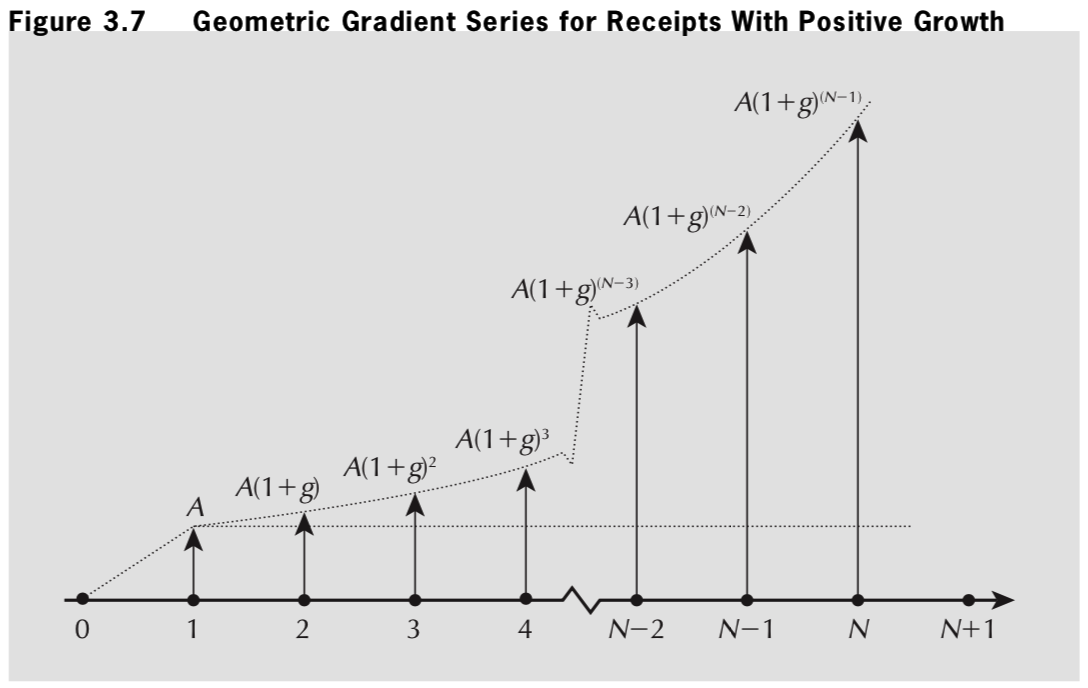 Figure 3.7 Geometric Gradient Series for Receipts With Positive Growth
A(1+g)^(N−1)
A(1+g)^(N−2)
A(1+g)^(N−3)
A(1+g)³
A(1+g)²
A(1+g)
A
0 1 2 3 4 N−2 N−1 N N+1